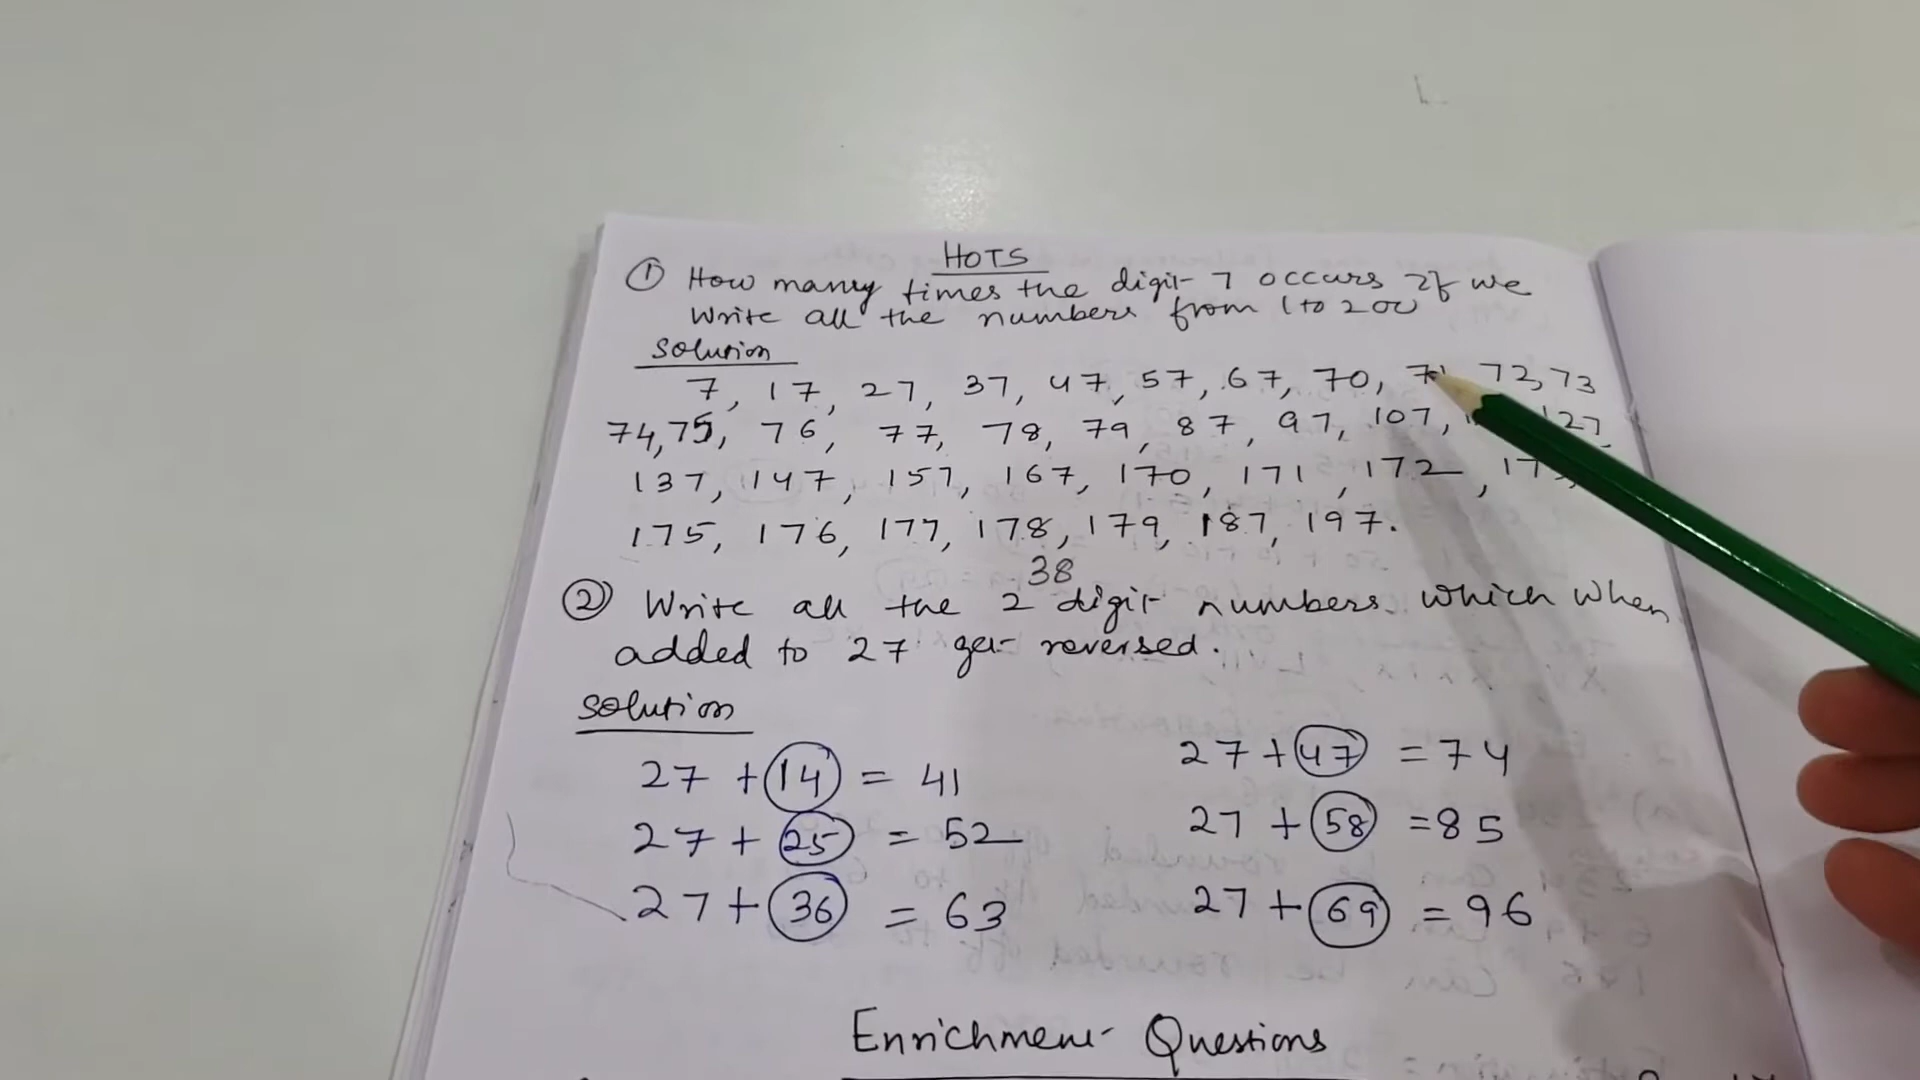 HOTS
① How many times the digit 7 occurs if we
write all the numbers from 1 to 200
Solution
7, 17, 27, 37, 47, 57, 67, 70, 71 72, 73
74, 75, 76, 77, 78, 79, 87, 97, 107, 127
137, 147, 157, 167, 170, 171, 172,
175, 176, 177, 178, 179, 187, 197.
38
② Write all the 2 digit numbers which when
added to 27 get reversed.
Solution
27 + 14 = 41
27 + 25 = 52
27 + 36 = 63
27 + 47 = 74
27 + 58 = 85
27 + 69 = 96
Enrichment Questions